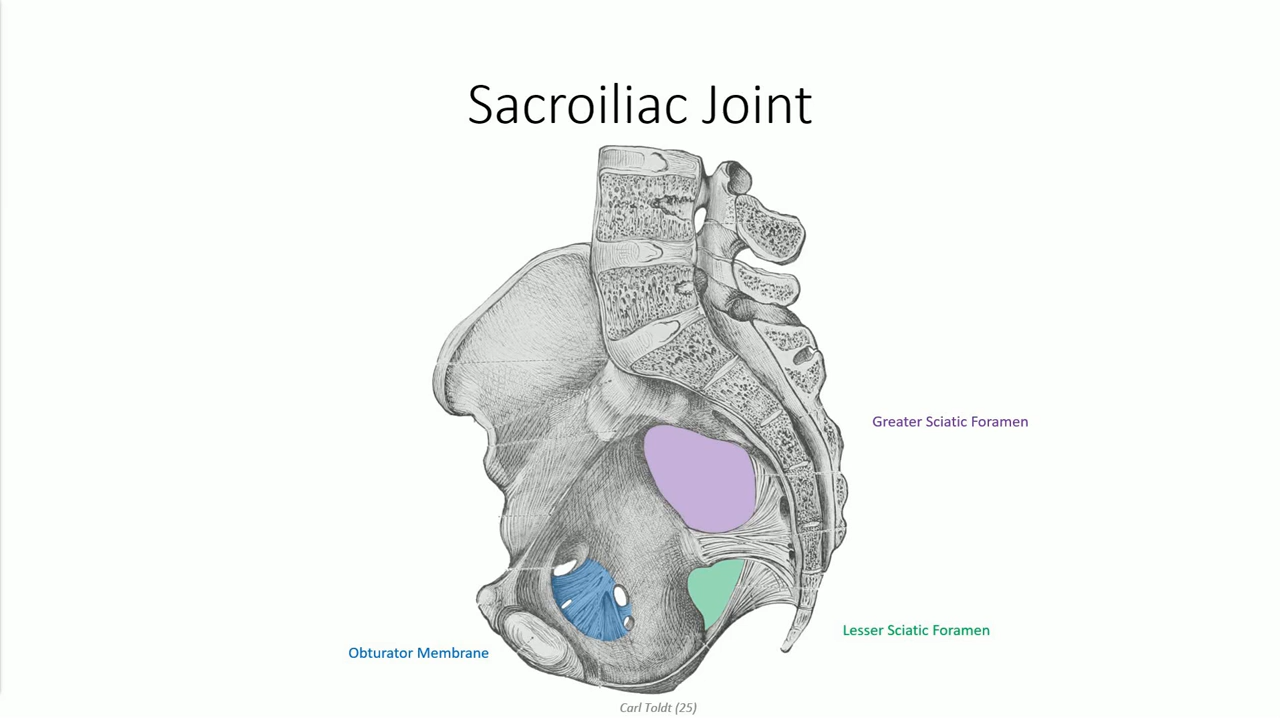 Sacroiliac Joint
Greater Sciatic Foramen
Lesser Sciatic Foramen
Obturator Membrane
Carl Toldt (25)